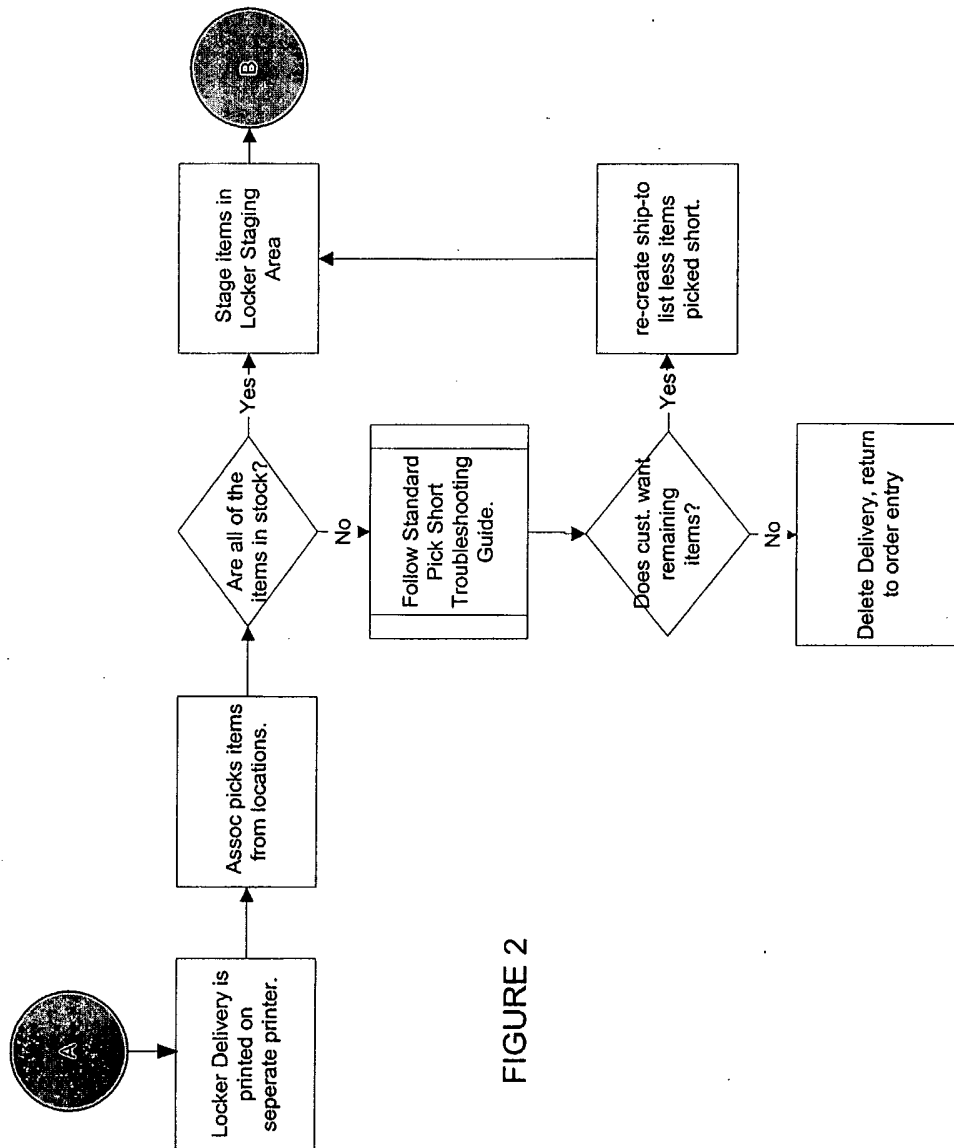 A
Locker Delivery is
printed on
seperate printer.
Assoc picks items
from locations.
Are all of the
items in stock?
Yes
Stage items in
Locker Staging
Area
B
No
Follow Standard
Pick Short
Troubleshooting
Guide.
Does cust. want
remaining
items?
Yes
re-create ship-to
list less items
picked short.
No
Delete Delivery, return
to order entry
FIGURE 2